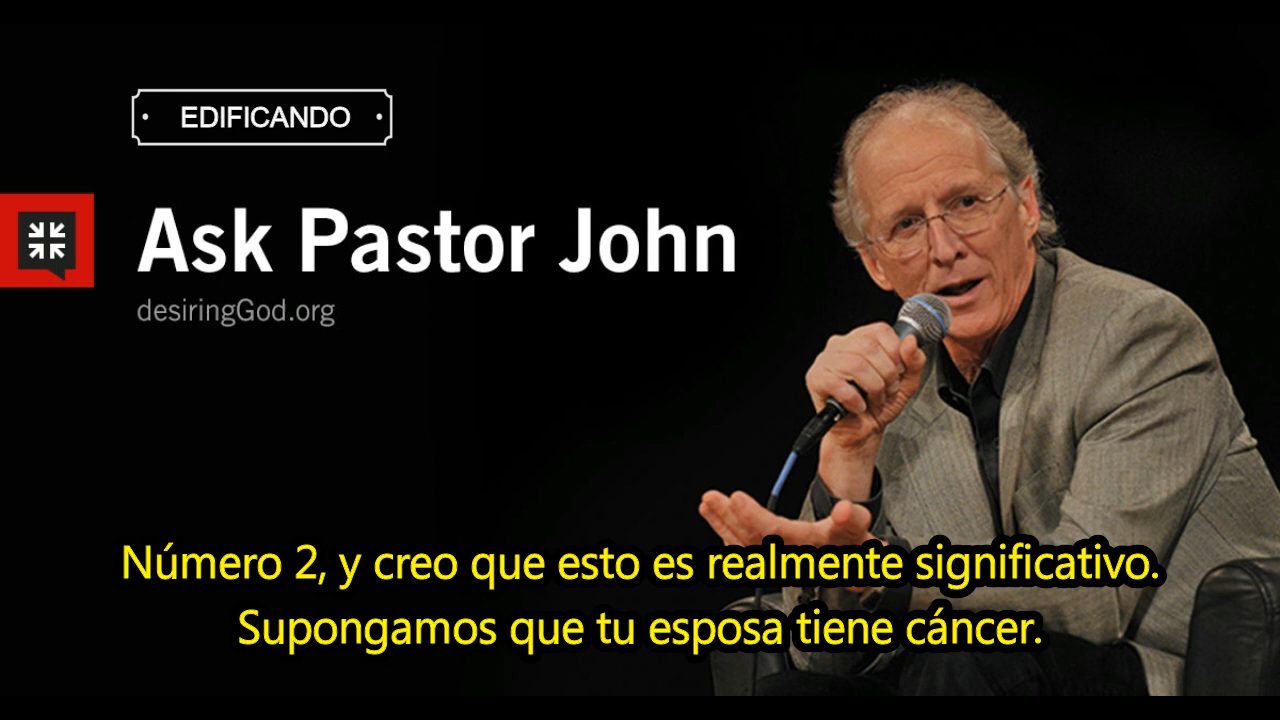 EDIFICANDO
Ask Pastor John
desiringGod.org
Número 2, y creo que esto es realmente significativo.
Supongamos que tu esposa tiene cáncer.